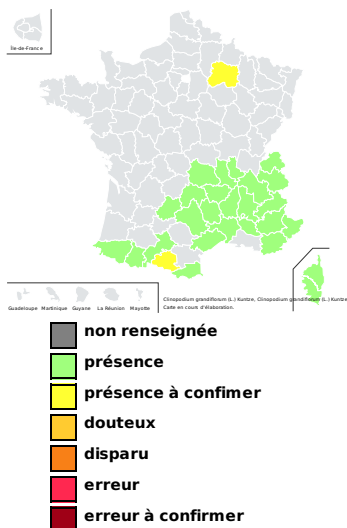 Île-de-France
Guadeloupe Martinique Guyane La Réunion Mayotte
Clinopodium grandiflorum (L.) Kuntze, Clinopodium grandiflorum (L.) Kuntze
Carte en cours d'élaboration.
non renseignée
présence
présence à confimer
douteux
disparu
erreur
erreur à confirmer